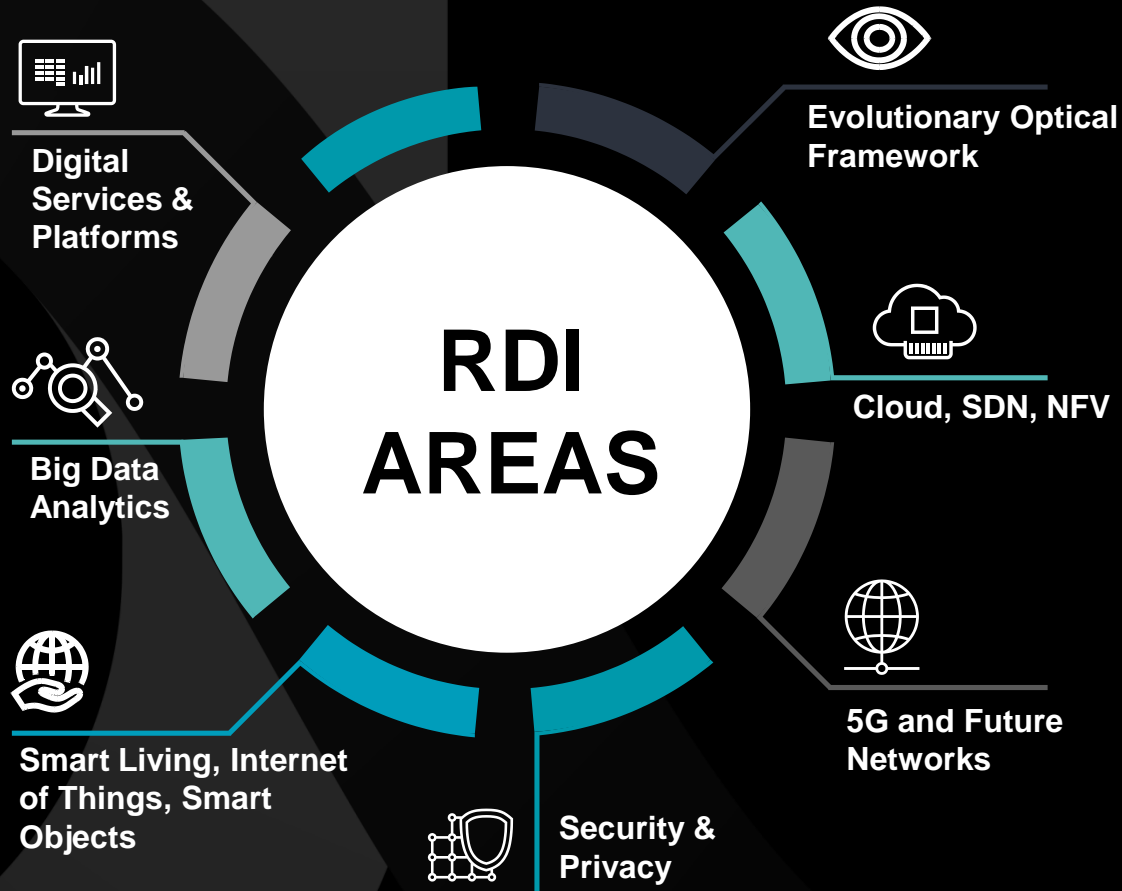 RDI
AREAS
Evolutionary Optical
Framework
Cloud, SDN, NFV
5G and Future
Networks
Security &
Privacy
Smart Living, Internet
of Things, Smart
Objects
Big Data
Analytics
Digital
Services &
Platforms